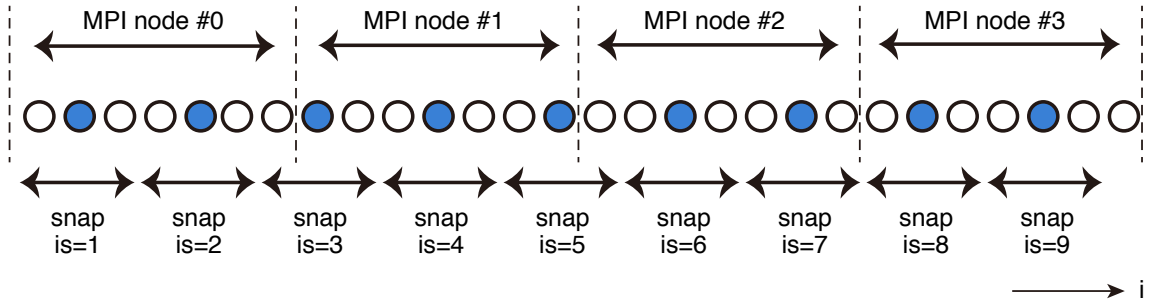 MPI node #0 MPI node #1 MPI node #2 MPI node #3
snap snap snap snap snap snap snap snap snap
is=1 is=2 is=3 is=4 is=5 is=6 is=7 is=8 is=9
i